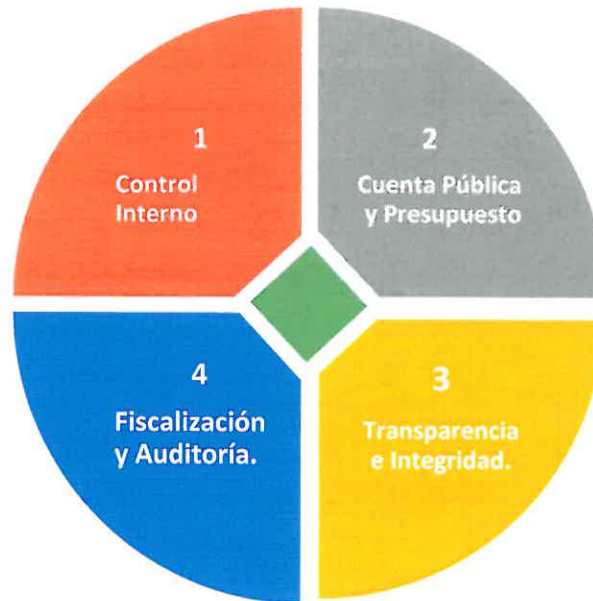 1
Control
Interno
2
Cuenta Pública
y Presupuesto
3
Transparencia
e Integridad.
4
Fiscalización
y Auditoría.